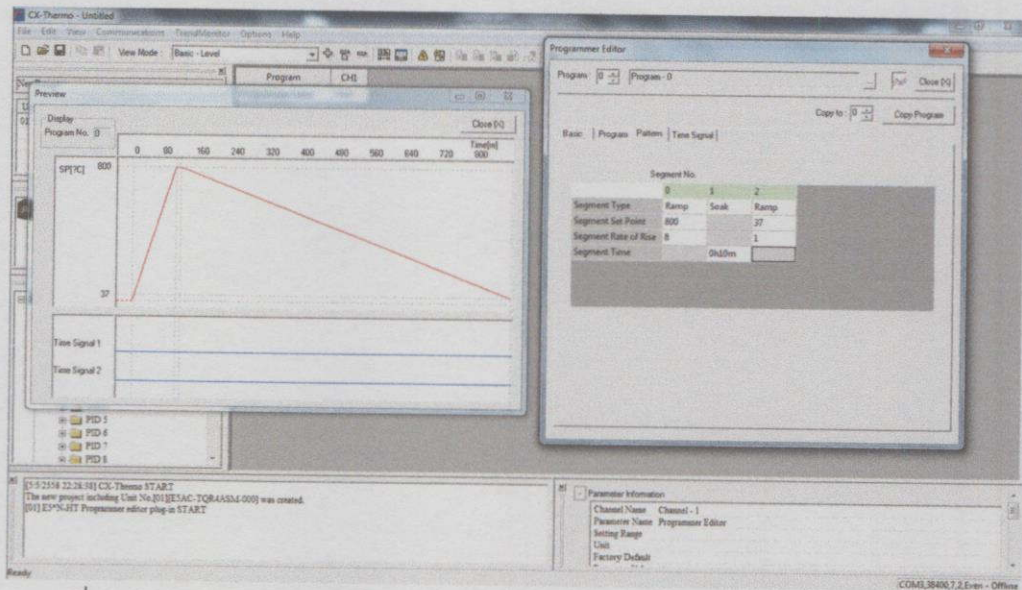 CX-Thermo - Untitled
File Edit View Communications TrendMonitor Options Help
View Mode : Basic - Level
Program CH1
Preview
Display
Program No. 0
Close [X]
0 80 160 240 320 400 480 560 640 720 800
Time[m]
SP[?C] 800
37
Time Signal 1
Time Signal 2
PID 5
PID 6
PID 7
PID 8
Programmer Editor
Program : 0 Program - 0
Close [X]
Copy to : 0 Copy Program
Basic Program Pattern Time Signal
Segment No.
0 1 2
Segment Type Ramp Soak Ramp
Segment Set Point 800 37
Segment Rate of Rise 8 1
Segment Time 0h10m
[5/5/2558 22:28:38] CX-Thermo START
The new project including Unit No.[01][E5AC-TQR4ASM-000] was created.
[01] E5*N-HT Programmer editor plug-in START
Parameter Information
Channel Name Channel - 1
Parameter Name Programmer Editor
Setting Range
Unit
Factory Default
Ready
COM3,38400,7,2,Even - Offline